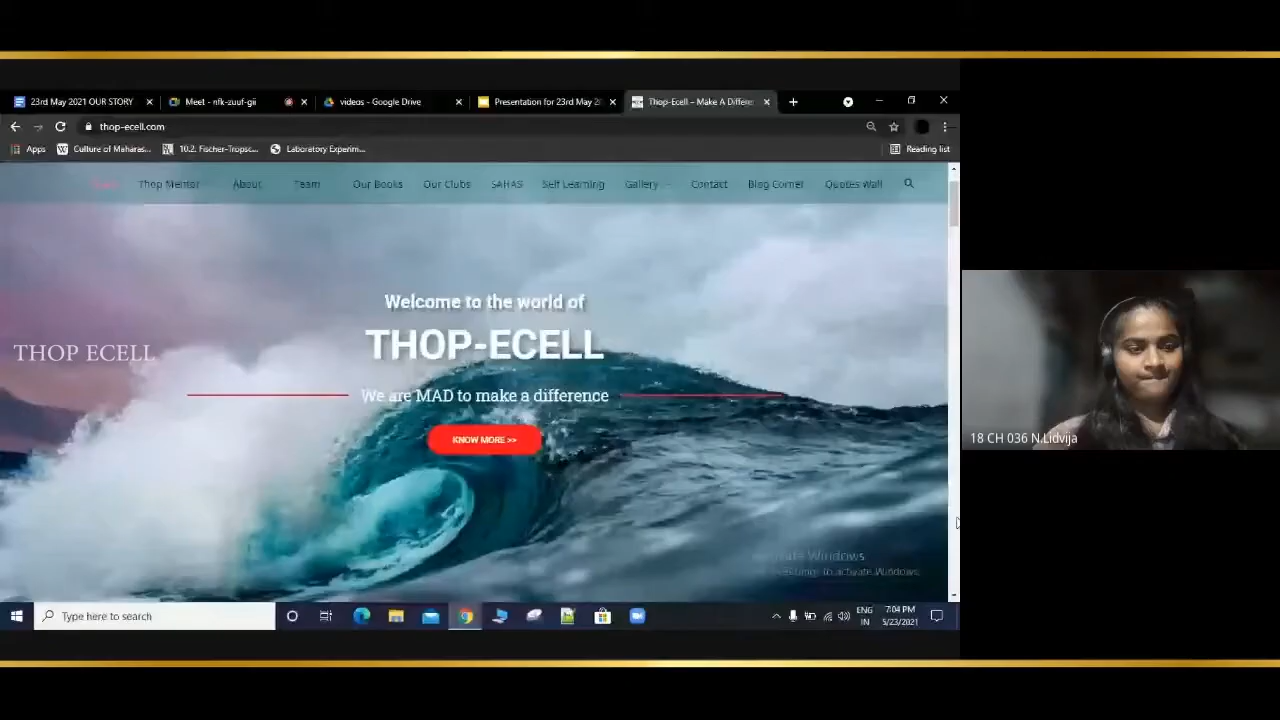 23rd May 2021 OUR STORY
Meet - nfk-zuuf-gii
videos - Google Drive
Presentation for 23rd May 2
Thop-Ecell – Make A Differe
thop-ecell.com
Apps
Culture of Mahares...
10.2. Fischer-Tropsc...
Laboratory Experim...
Reading list
Thop Mentor
About
Team
Our Books
Our Clubs
SAHAS
Self Learning
Gallery
Contact
Blog Corner
Quotes Wall
Welcome to the world of
THOP-ECELL
THOP ECELL
We are MAD to make a difference
KNOW MORE >>
18 CH 036 N.Lidvija
Windows
to activate Windows.
Type here to search
ENG
IN
7:04 PM
5/23/2021